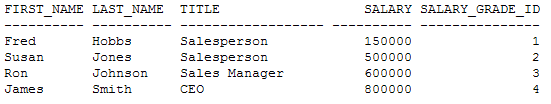 FIRST_NAME LAST_NAME TITLE SALARY SALARY_GRADE_ID
---------- --------- -------------------- ---------- ---------------
Fred Hobbs Salesperson 150000 1
Susan Jones Salesperson 500000 2
Ron Johnson Sales Manager 600000 3
James Smith CEO 800000 4